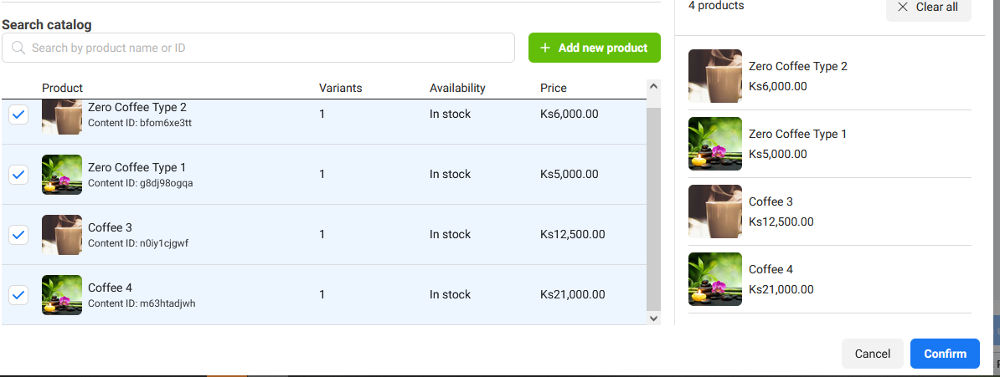 Search catalog
Search by product name or ID
+ Add new product
Product Variants Availability Price
Zero Coffee Type 2
Content ID: bfom6xe3tt
1 In stock Ks6,000.00
Zero Coffee Type 1
Content ID: g8dj98ogqa
1 In stock Ks5,000.00
Coffee 3
Content ID: n0iy1cjgwf
1 In stock Ks12,500.00
Coffee 4
Content ID: m63htadjwh
1 In stock Ks21,000.00
4 products
Clear all
Zero Coffee Type 2
Ks6,000.00
Zero Coffee Type 1
Ks5,000.00
Coffee 3
Ks12,500.00
Coffee 4
Ks21,000.00
Cancel Confirm